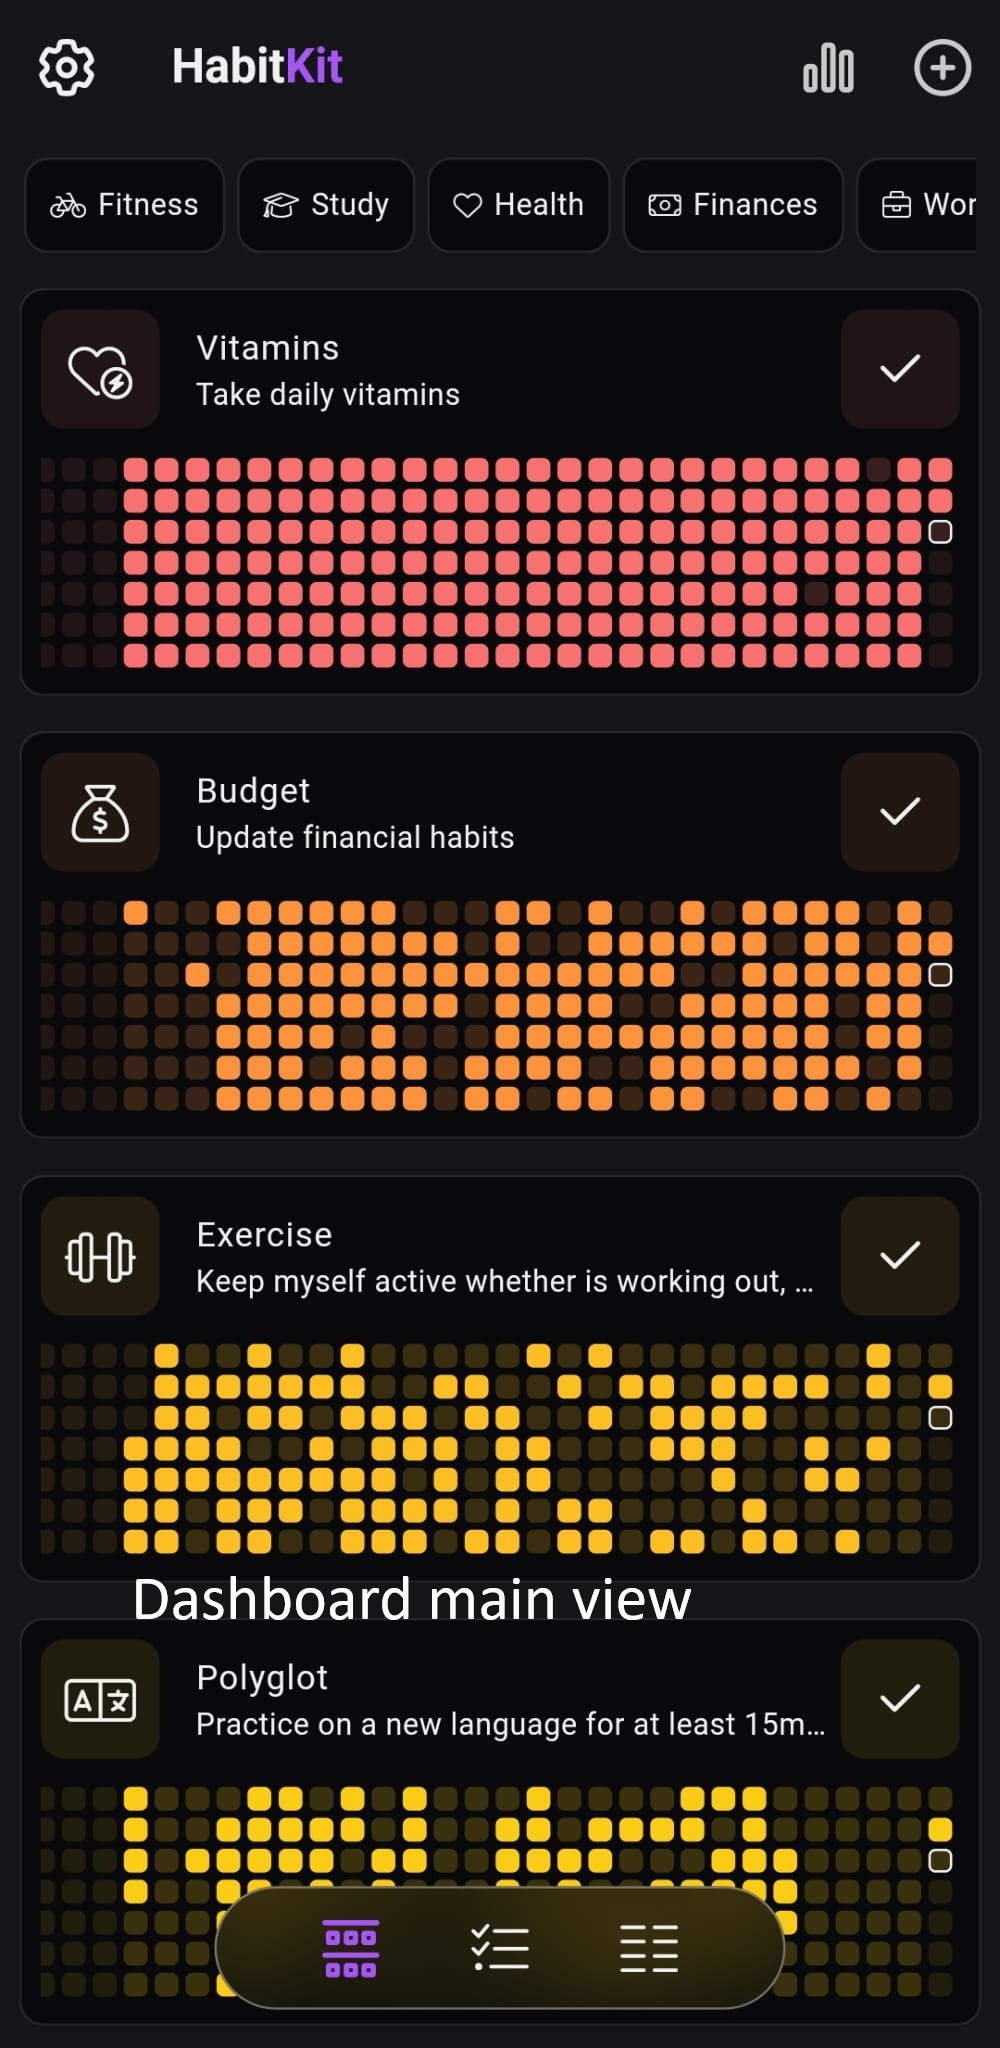 HabitKit
Fitness
Study
Health
Finances
Wor
Vitamins
Take daily vitamins
Budget
Update financial habits
Exercise
Keep myself active whether is working out, ...
Dashboard main view
Polyglot
Practice on a new language for at least 15m...